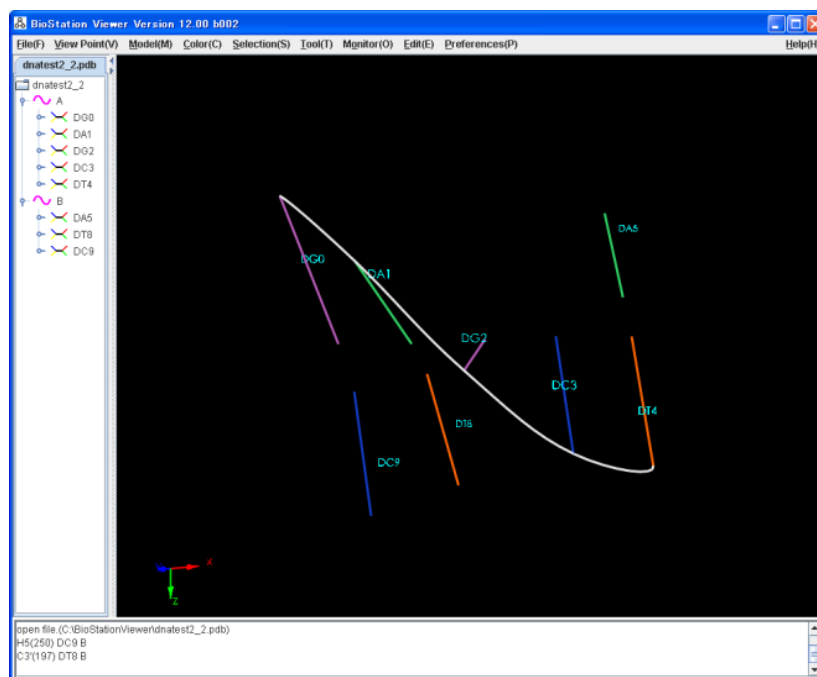 BioStation Viewer Version 12.00 b002
File(F) View Point(V) Model(M) Color(C) Selection(S) Tool(T) Monitor(O) Edit(E) Preferences(P) Help(H
dnatest2_2.pdb
dnatest2_2
A
DG0
DA1
DG2
DC3
DT4
B
DA5
DT8
DC9
DA5
DG0
DA1
DG2
DC3
DT4
DT8
DC9
X
Z
open file.(C:\BioStationViewer\dnatest2_2.pdb)
H5(250) DC9 B
C3'(197) DT8 B